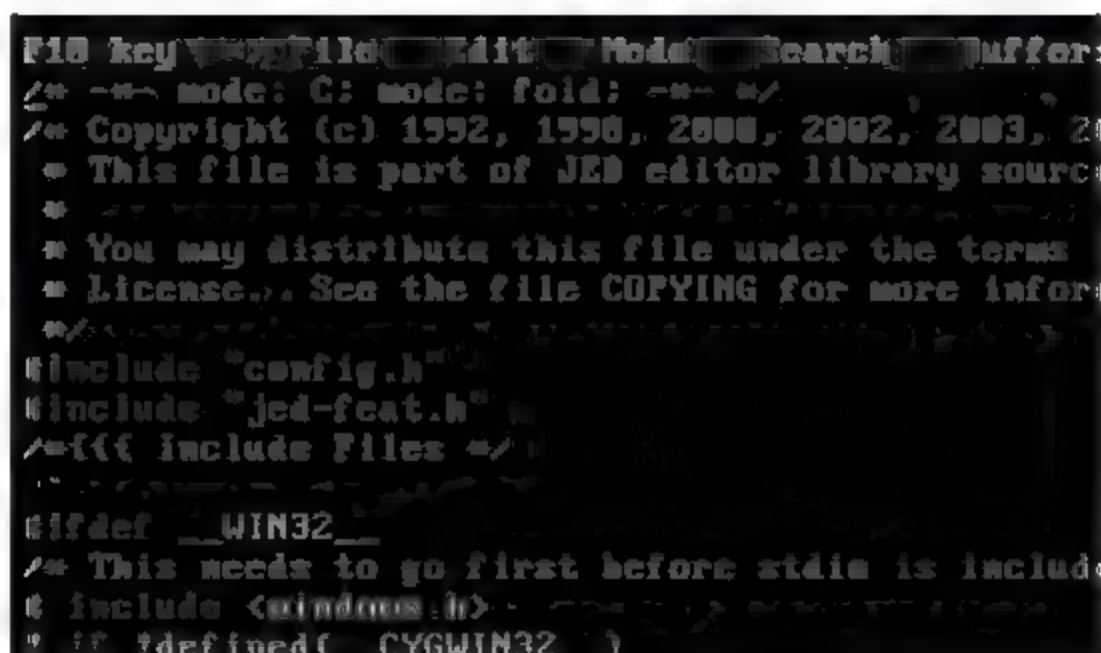 F10 key ==> File Edit Mode Search Buffers
/* -*- mode: C; mode: fold; -*- */
/* Copyright (c) 1992, 1998, 2000, 2002, 2003,
 * This file is part of JED editor library source
 *
 * You may distribute this file under the terms
 * License. See the file COPYING for more infor
 */
#include "config.h"
#include "jed-feat.h"
/*{{{ Include Files */
#ifdef __WIN32__
/* This needs to go first before stdio is includ
# include <windows.h>
# if !defined(__CYGWIN32__)